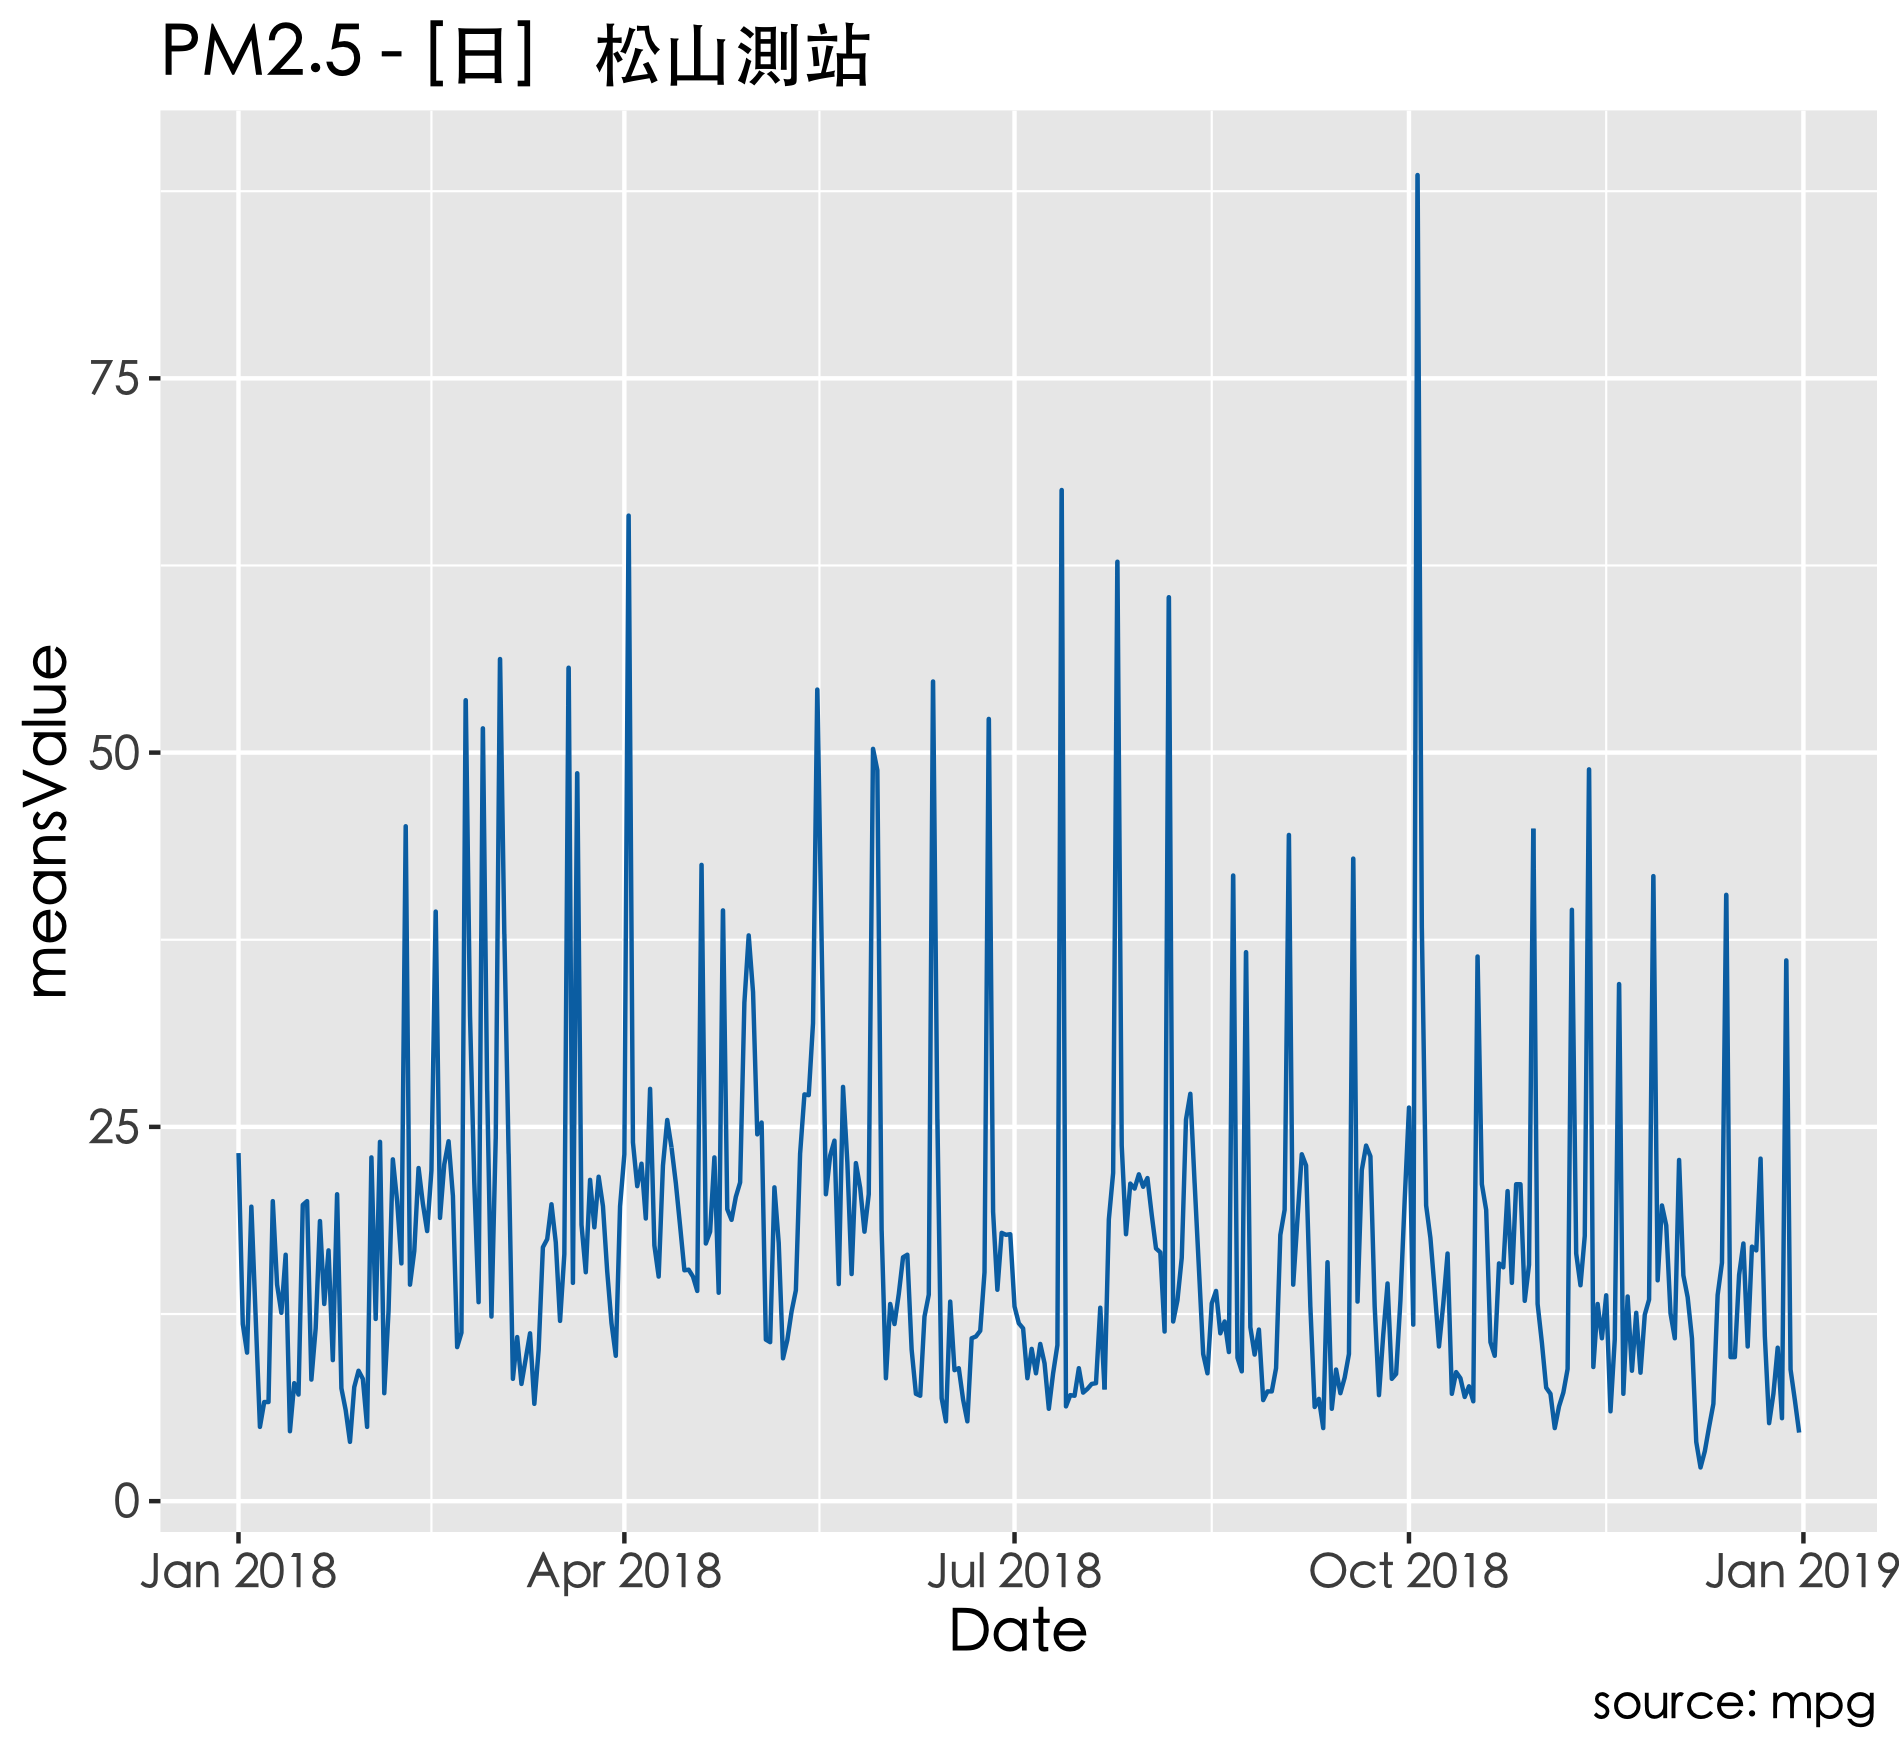 PM2.5 - [日] 松山測站
meansValue
75
50
25
0
Jan 2018 Apr 2018 Jul 2018 Oct 2018 Jan 2019
Date
source: mpg